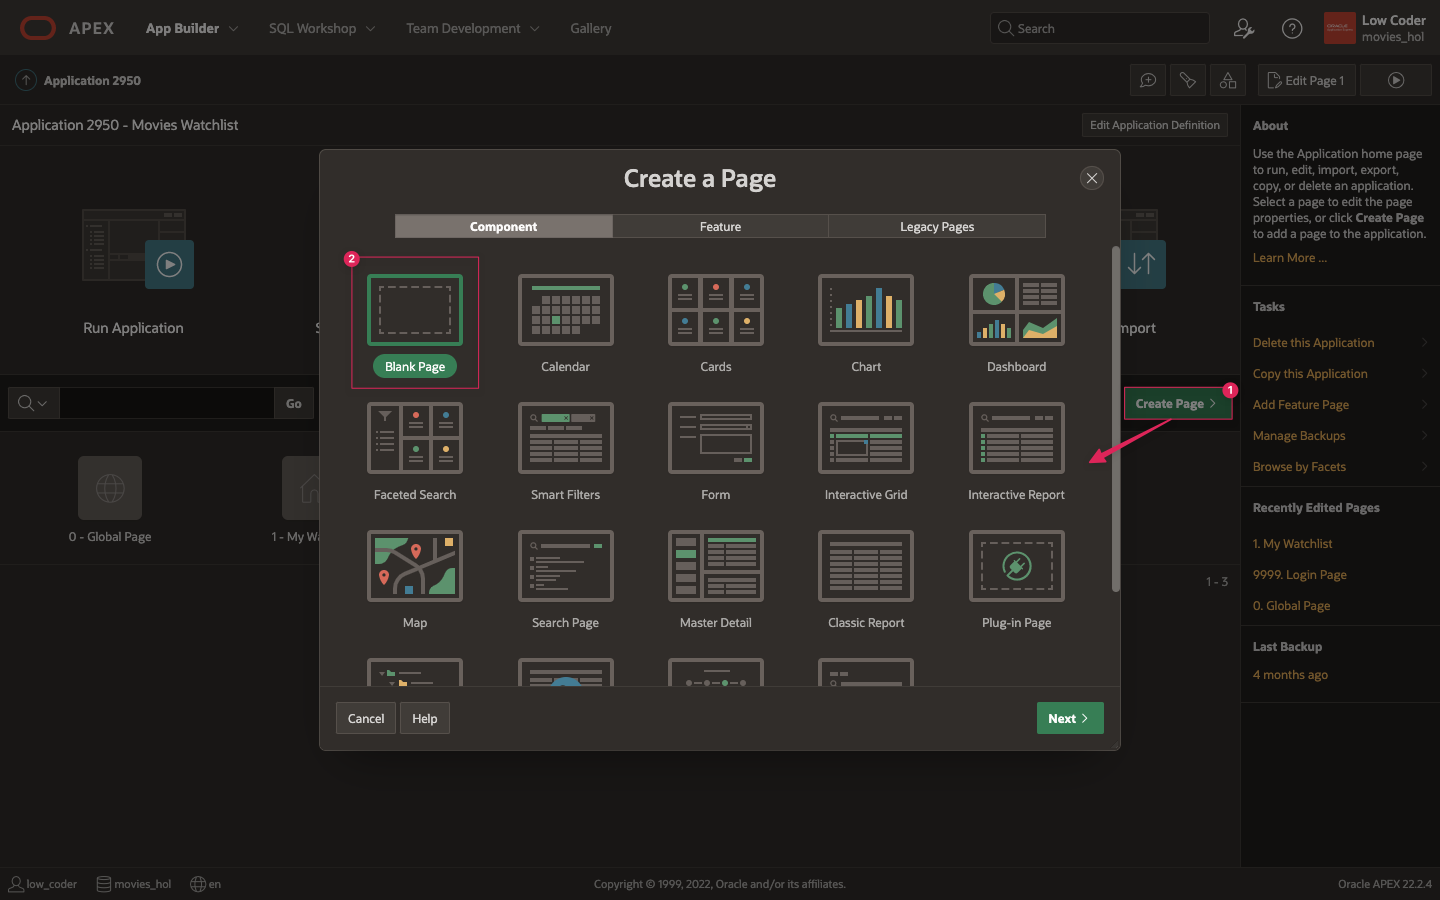 APEX
App Builder
SQL Workshop
Team Development
Gallery
Search
Low Coder
movies_hol
Application 2950
Edit Page 1
Application 2950 - Movies Watchlist
Edit Application Definition
Run Application
Create a Page
Component
Feature
Legacy Pages
2
Blank Page
Calendar
Cards
Chart
Dashboard
Faceted Search
Smart Filters
Form
Interactive Grid
Interactive Report
Map
Search Page
Master Detail
Classic Report
Plug-in Page
Cancel
Help
Next
Go
1
Create Page
0 - Global Page
1 - My Wa
1 - 3
About
Use the Application home page
to run, edit, import, export,
copy, or delete an application.
Select a page to edit the page
properties, or click Create Page
to add a page to the application.
Learn More ...
Tasks
Delete this Application
Copy this Application
Add Feature Page
Manage Backups
Browse by Facets
Recently Edited Pages
1. My Watchlist
9999. Login Page
0. Global Page
Last Backup
4 months ago
low_coder
movies_hol
en
Copyright © 1999, 2022, Oracle and/or its affiliates.
Oracle APEX 22.2.4